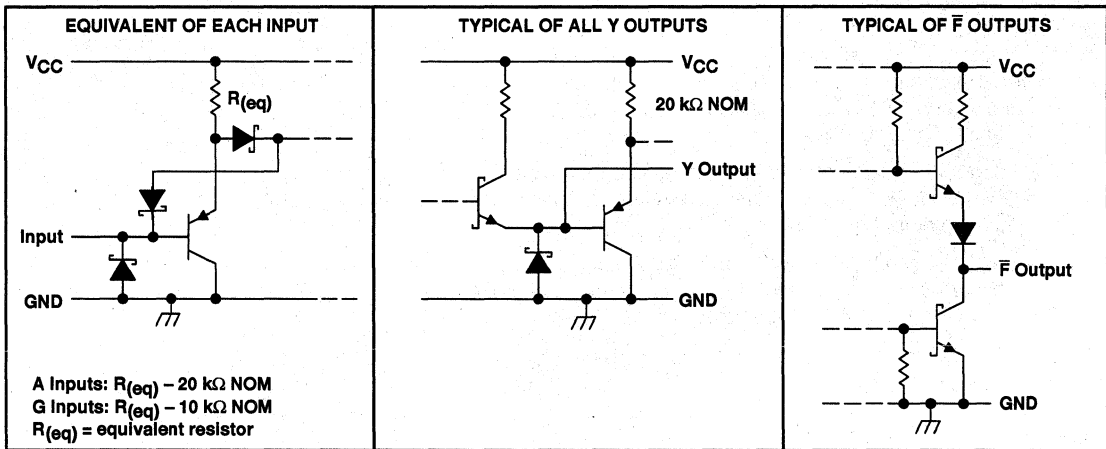 EQUIVALENT OF EACH INPUT
VCC
R(eq)
Input
GND
A Inputs: R(eq) – 20 kΩ NOM
G Inputs: R(eq) – 10 kΩ NOM
R(eq) = equivalent resistor
TYPICAL OF ALL Y OUTPUTS
VCC
20 kΩ NOM
Y Output
GND
TYPICAL OF F̅ OUTPUTS
VCC
F̅ Output
GND